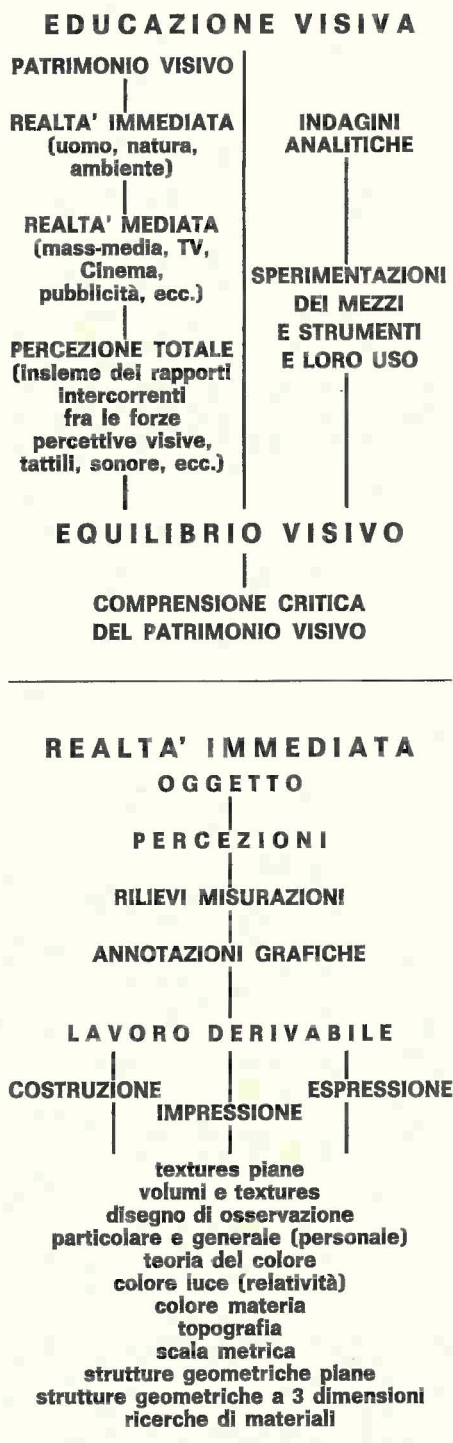 EDUCAZIONE VISIVA
PATRIMONIO VISIVO
REALTA' IMMEDIATA
(uomo, natura,
ambiente)
REALTA' MEDIATA
(mass-media, TV,
Cinema,
pubblicità, ecc.)
PERCEZIONE TOTALE
(insieme dei rapporti
intercorrenti
fra le forze
percettive visive,
tattili, sonore, ecc.)
INDAGINI
ANALITICHE
SPERIMENTAZIONI
DEI MEZZI
E STRUMENTI
E LORO USO
EQUILIBRIO VISIVO
COMPRENSIONE CRITICA
DEL PATRIMONIO VISIVO
REALTA' IMMEDIATA
OGGETTO
PERCEZIONI
RILIEVI MISURAZIONI
ANNOTAZIONI GRAFICHE
LAVORO DERIVABILE
COSTRUZIONE
IMPRESSIONE
ESPRESSIONE
textures piane
volumi e textures
disegno di osservazione
particolare e generale (personale)
teoria del colore
colore luce (relatività)
colore materia
topografia
scala metrica
strutture geometriche plane
strutture geometriche a 3 dimensioni
ricerche di materiali